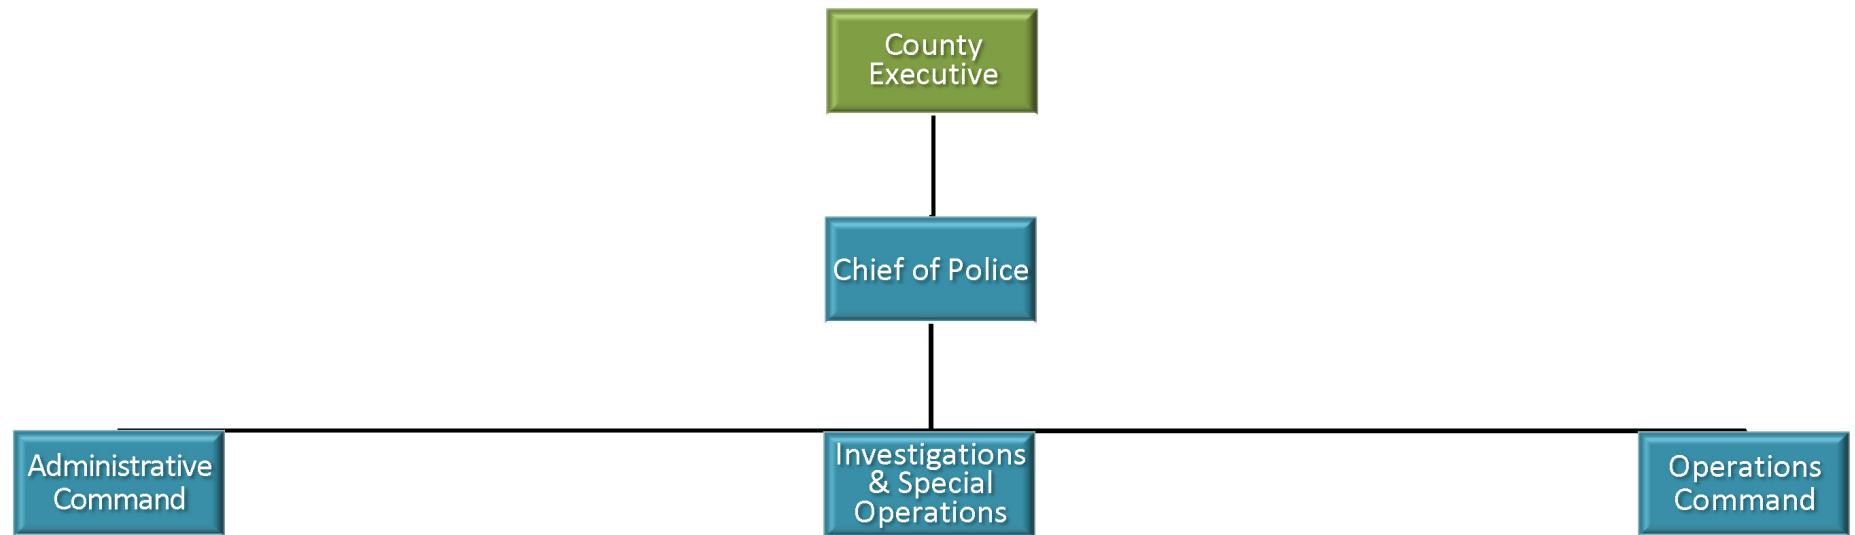 County
Executive
Chief of Police
Administrative
Command
Investigations
& Special
Operations
Operations
Command